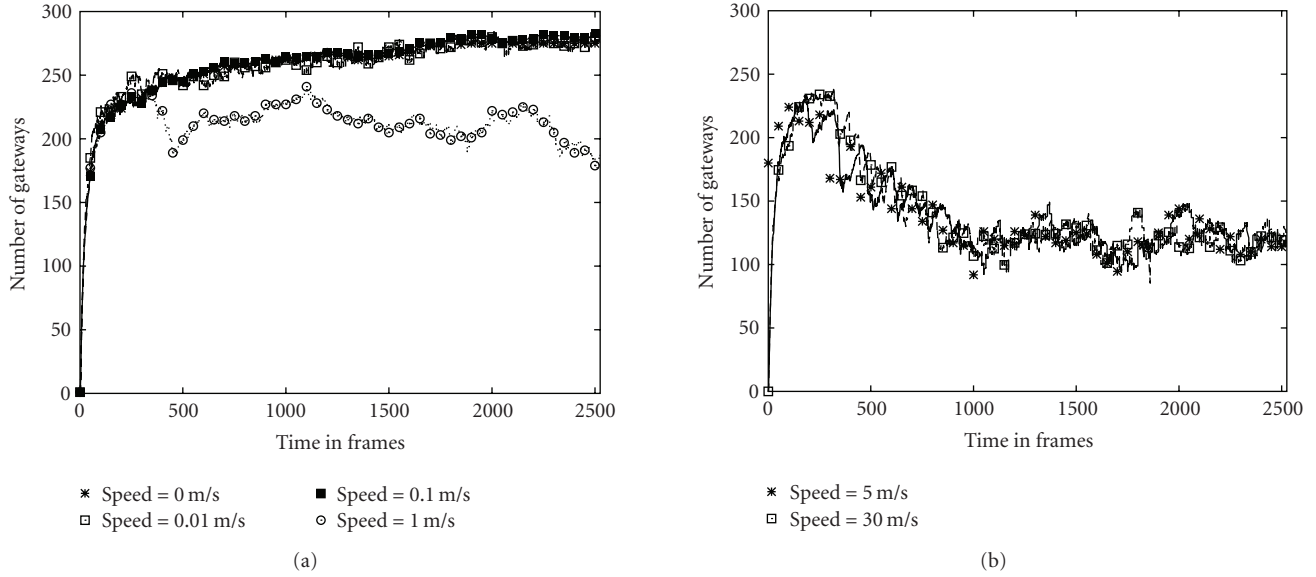 300
250
200
150
100
50
0
Number of gateways
0 500 1000 1500 2000 2500
Time in frames
Speed = 0 m/s
Speed = 0.01 m/s
Speed = 0.1 m/s
Speed = 1 m/s
(a)
300
250
200
150
100
50
0
Number of gateways
0 500 1000 1500 2000 2500
Time in frames
Speed = 5 m/s
Speed = 30 m/s
(b)